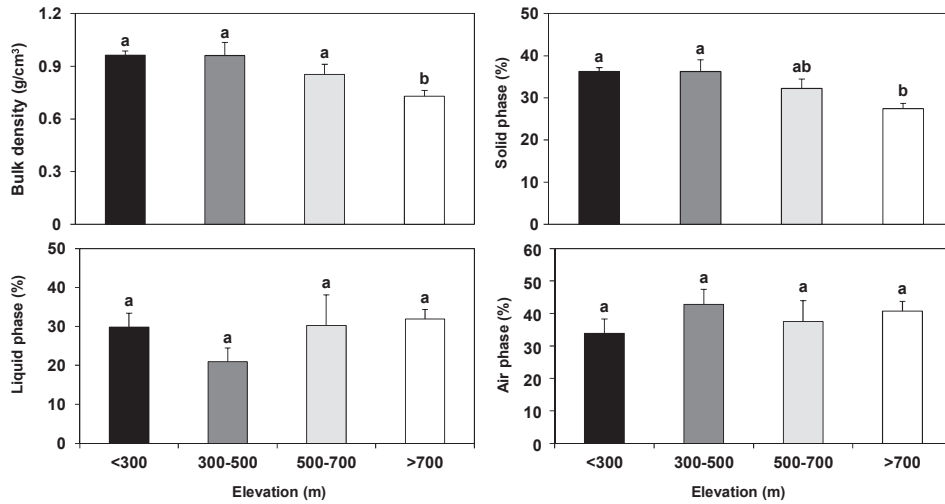 Bulk density (g/cm³)
1.2
0.9
0.6
0.3
0
a
a
a
b
Solid phase (%)
50
40
30
20
10
0
a
a
ab
b
Liquid phase (%)
50
40
30
20
10
0
a
a
a
a
<300
300-500
500-700
>700
Elevation (m)
Air phase (%)
60
50
40
30
20
10
0
a
a
a
a
<300
300-500
500-700
>700
Elevation (m)